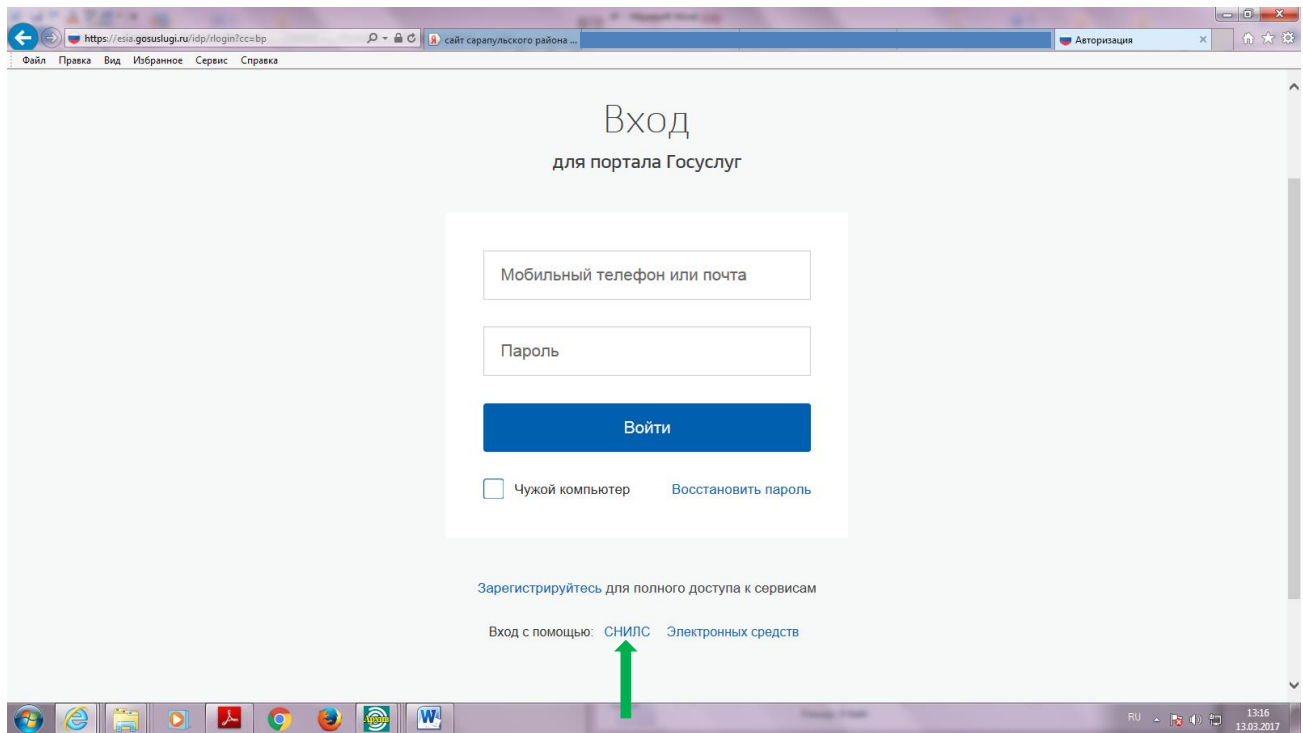 https://esia.gosuslugi.ru/idp/rlogin?cc=bp
сайт сарапульского района ...
Авторизация
Файл Правка Вид Избранное Сервис Справка
Вход
для портала Госуслуг
Мобильный телефон или почта
Пароль
Войти
Чужой компьютер Восстановить пароль
Зарегистрируйтесь для полного доступа к сервисам
Вход с помощью: СНИЛС Электронных средств
RU
13:16
13.03.2017